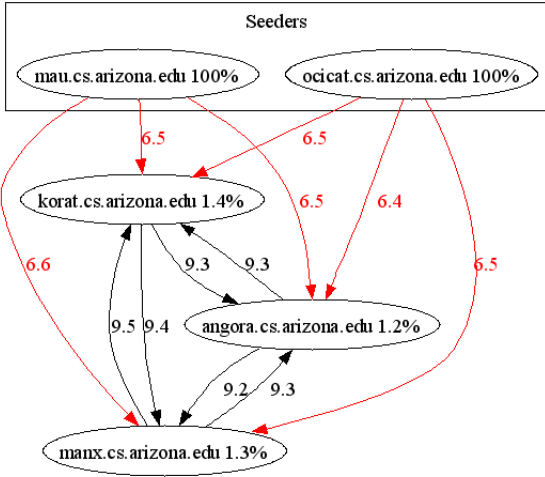 Seeders
mau.cs.arizona.edu 100%
ocicat.cs.arizona.edu 100%
6.5
6.5
korat.cs.arizona.edu 1.4%
6.5
6.4
6.6
9.3
9.3
6.5
9.5
9.4
angora.cs.arizona.edu 1.2%
9.2
9.3
manx.cs.arizona.edu 1.3%